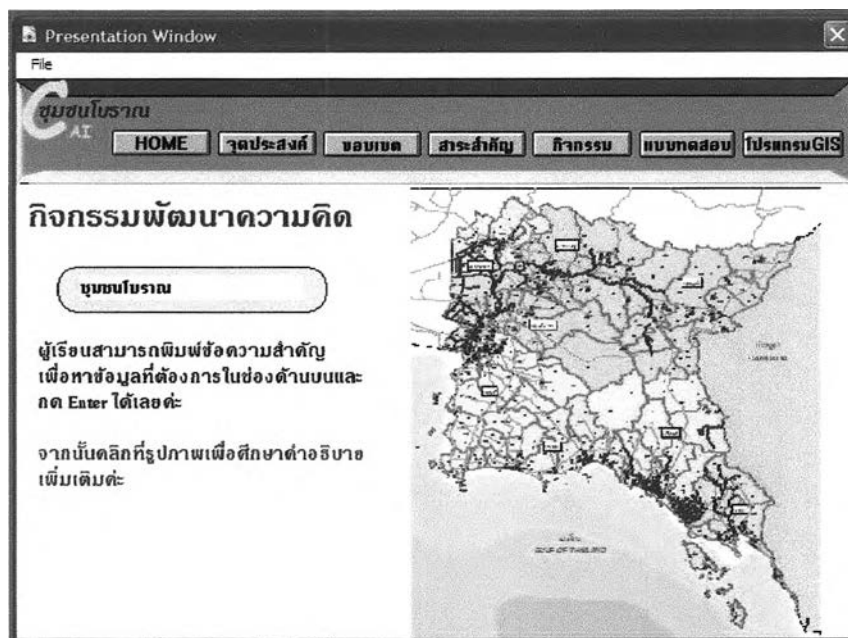 Presentation Window
File
C AI ชุมชนโบราณ
HOME จุดประสงค์ ขอบเขต สาระสำคัญ กิจกรรม แบบทดสอบ โปรแกรมGIS
กิจกรรมพัฒนาความคิด
ชุมชนโบราณ
ผู้เรียนสามารถพิมพ์ข้อความสำคัญ
เพื่อหาข้อมูลที่ต้องการในช่องด้านบนและ
กด Enter ได้เลยค่ะ
จากนั้นคลิกที่รูปภาพเพื่อศึกษาคำอธิบาย
เพิ่มเติมค่ะ
GULF OF THAILAND